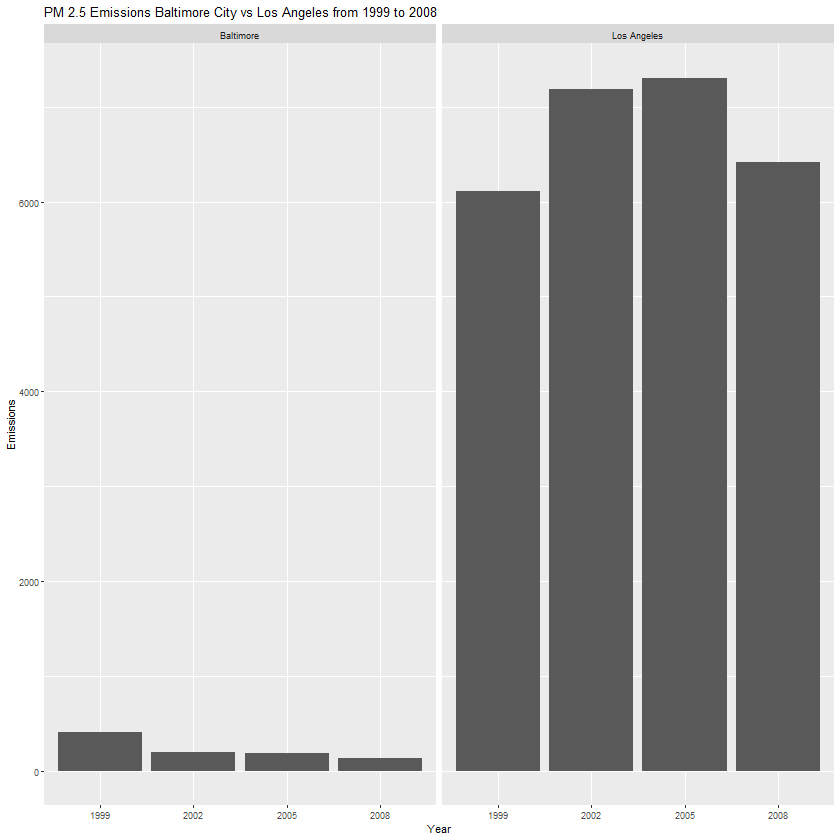 PM 2.5 Emissions Baltimore City vs Los Angeles from 1999 to 2008
Baltimore
Los Angeles
6000
4000
2000
0
Emissions
1999 2002 2005 2008
1999 2002 2005 2008
Year